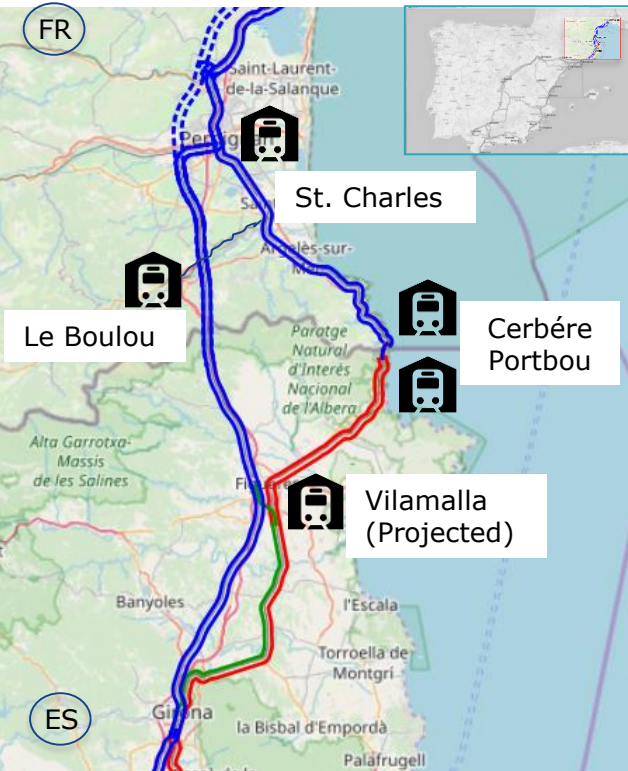 FR
Saint-Laurent-
de-la-Salanque
St. Charles
Argelès-sur-
Le Boulou
Cerbére
Portbou
Paratge
Natural
d'Interès
Nacional
de l'Albera
Alta Garrotxa-
Massís
de les Salines
Vilamalla
(Projected)
Banyoles
l'Escala
Torroella de
Montgrí
ES
Girona
la Bisbal d'Empordà
Palafrugell